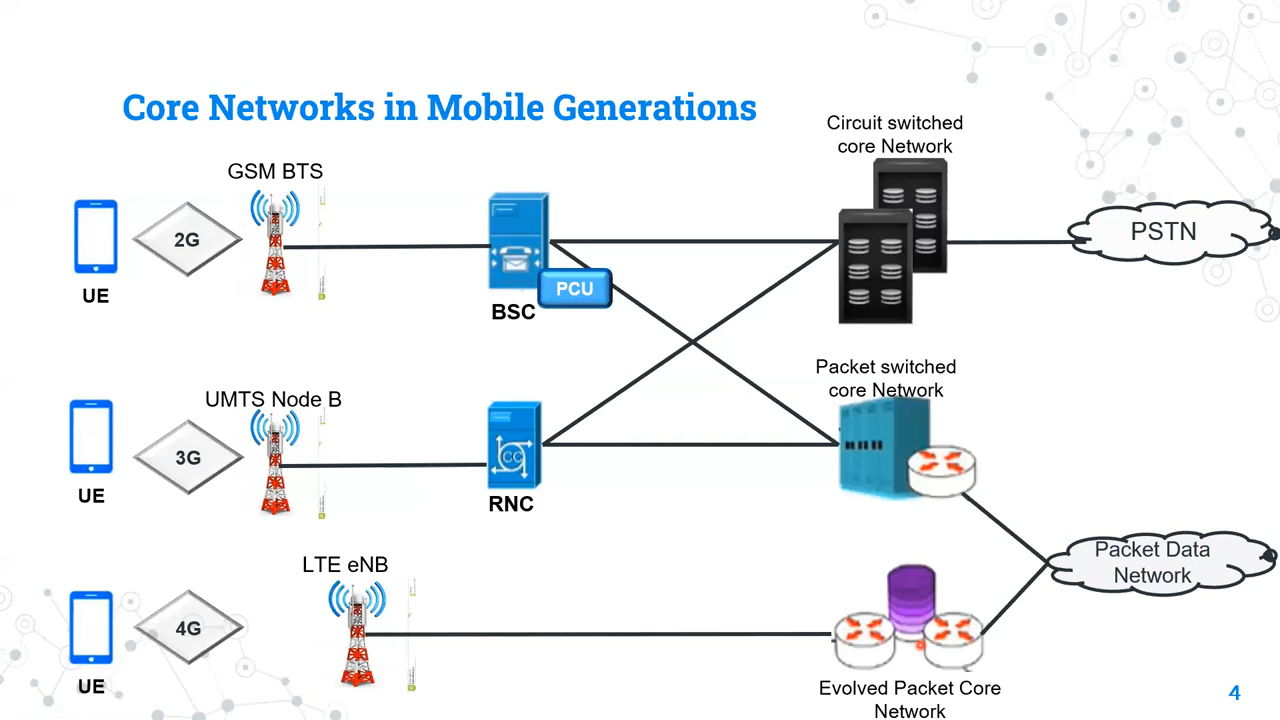 Core Networks in Mobile Generations
Circuit switched
core Network
GSM BTS
2G
UE
PCU
BSC
PSTN
Packet switched
core Network
UMTS Node B
3G
CC
UE
RNC
Packet Data
Network
LTE eNB
4G
UE
Evolved Packet Core
Network
4